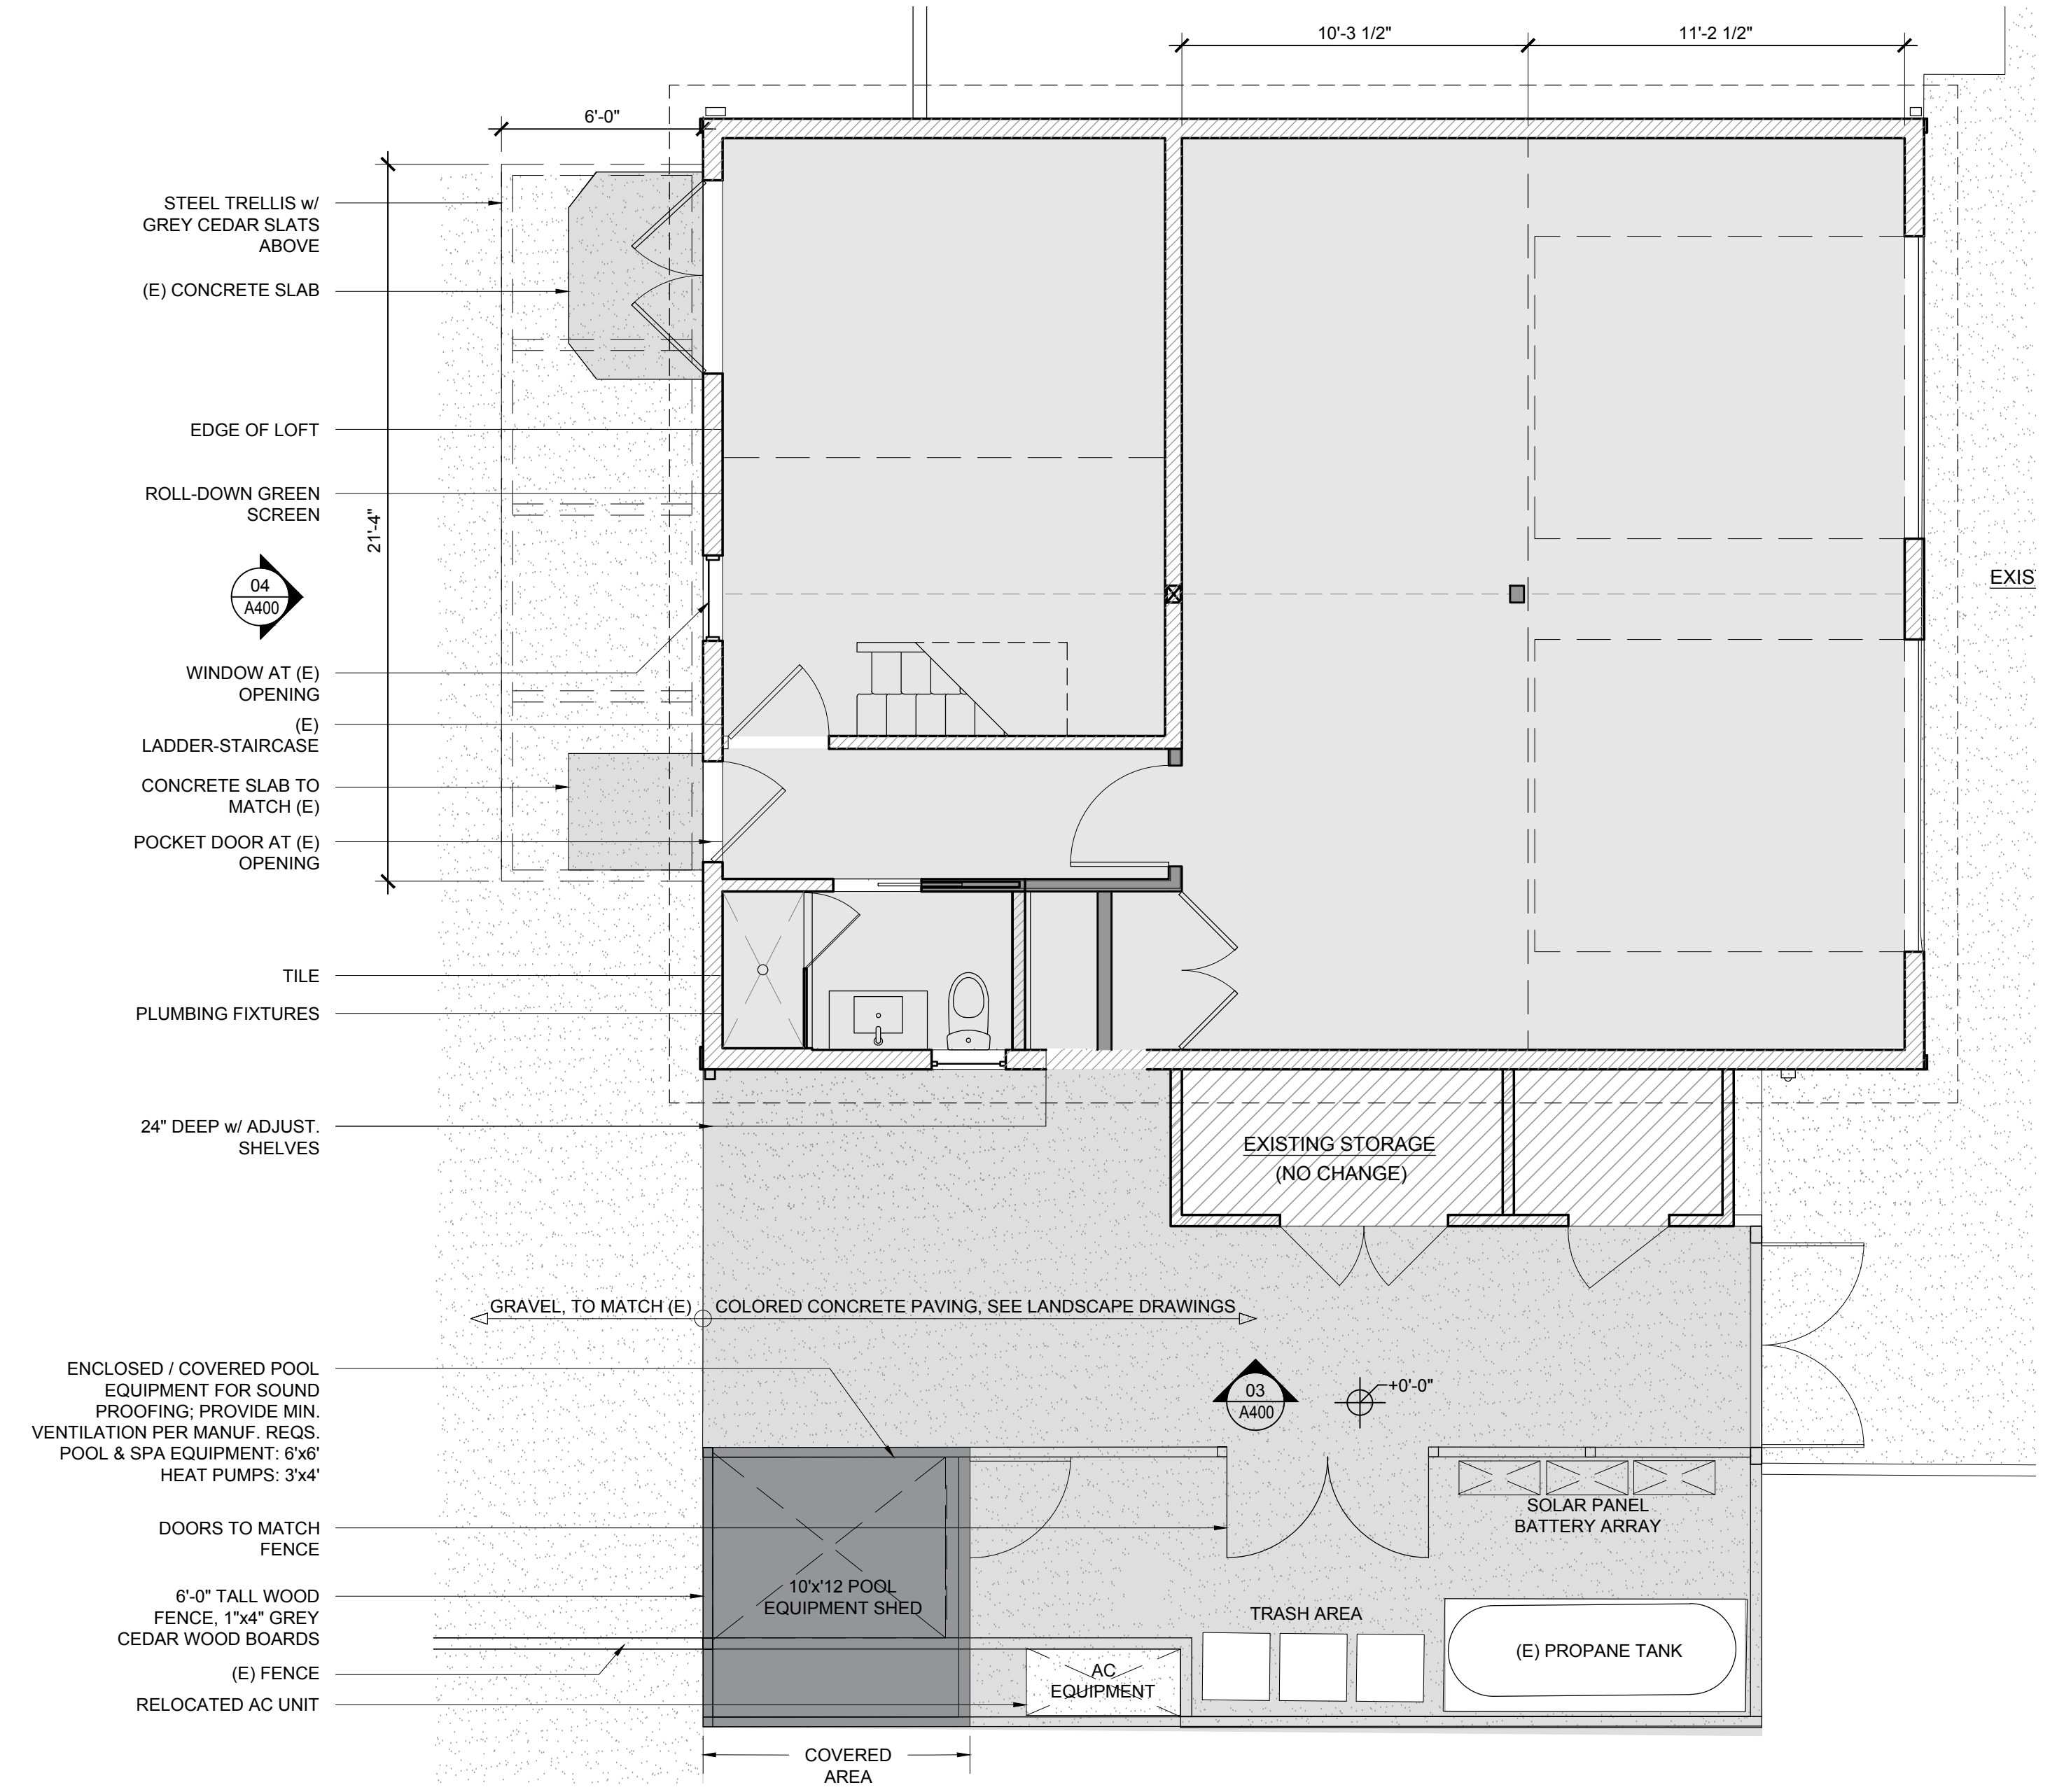 10'-3 1/2"
11'-2 1/2"
6'-0"
STEEL TRELLIS w/
GREY CEDAR SLATS
ABOVE
(E) CONCRETE SLAB
EDGE OF LOFT
ROLL-DOWN GREEN
SCREEN
21'-4"
04
A400
EXIS
WINDOW AT (E)
OPENING
(E)
LADDER-STAIRCASE
CONCRETE SLAB TO
MATCH (E)
POCKET DOOR AT (E)
OPENING
TILE
PLUMBING FIXTURES
24" DEEP w/ ADJUST.
SHELVES
EXISTING STORAGE
(NO CHANGE)
GRAVEL, TO MATCH (E)
COLORED CONCRETE PAVING, SEE LANDSCAPE DRAWINGS
ENCLOSED / COVERED POOL
EQUIPMENT FOR SOUND
PROOFING; PROVIDE MIN.
VENTILATION PER MANUF. REQS.
POOL & SPA EQUIPMENT: 6'x6'
HEAT PUMPS: 3'x4'
03
A400
+0'-0"
SOLAR PANEL
BATTERY ARRAY
DOORS TO MATCH
FENCE
10'x'12 POOL
EQUIPMENT SHED
6'-0" TALL WOOD
FENCE, 1"x4" GREY
CEDAR WOOD BOARDS
TRASH AREA
(E) PROPANE TANK
(E) FENCE
AC
EQUIPMENT
RELOCATED AC UNIT
COVERED
AREA